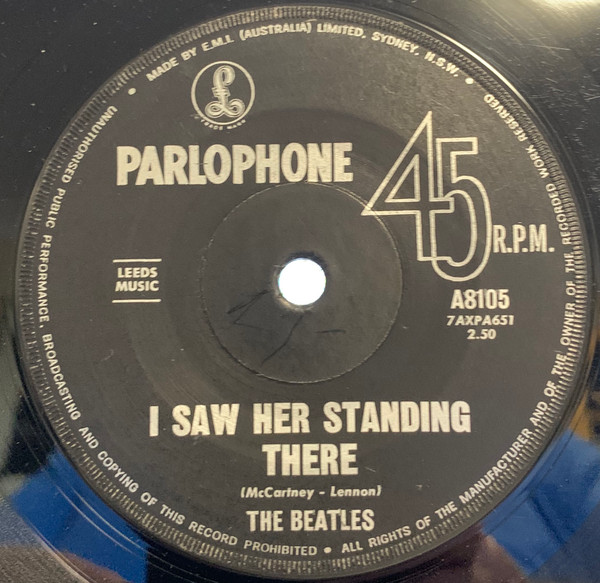 MADE BY E.M.I. (AUSTRALIA) LIMITED, SYDNEY, N.S.W.
£
TRADE MARK
PARLOPHONE
45
R.P.M.
LEEDS
MUSIC
A8105
7AXPA651
2.50
I SAW HER STANDING
THERE
(McCartney - Lennon)
THE BEATLES
UNAUTHORISED PUBLIC PERFORMANCE, BROADCASTING AND COPYING OF THIS RECORD PROHIBITED • ALL RIGHTS OF THE MANUFACTURER AND OF THE OWNER OF THE RECORDED WORK RESERVED